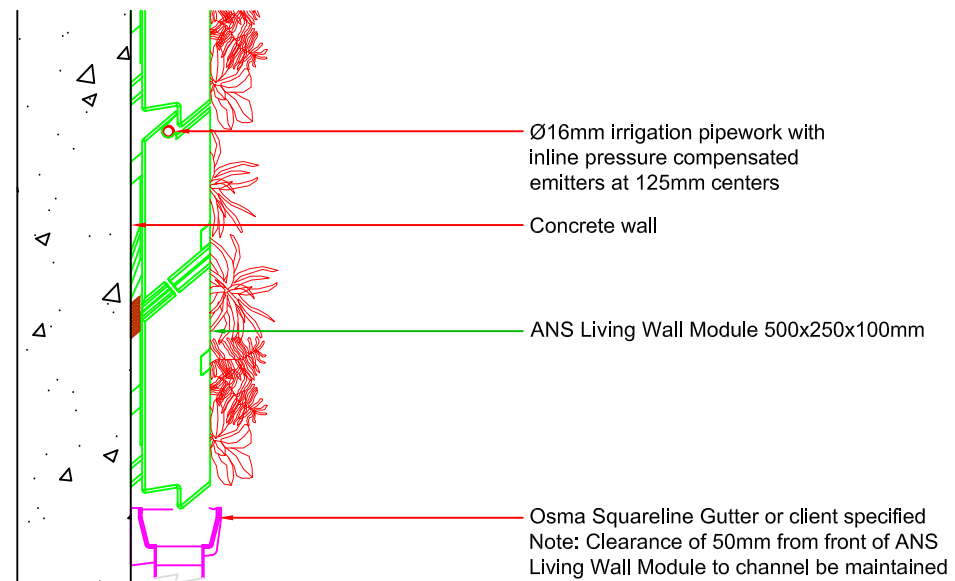 Ø16mm irrigation pipework with
inline pressure compensated
emitters at 125mm centers
Concrete wall
ANS Living Wall Module 500x250x100mm
Osma Squareline Gutter or client specified
Note: Clearance of 50mm from front of ANS
Living Wall Module to channel be maintained